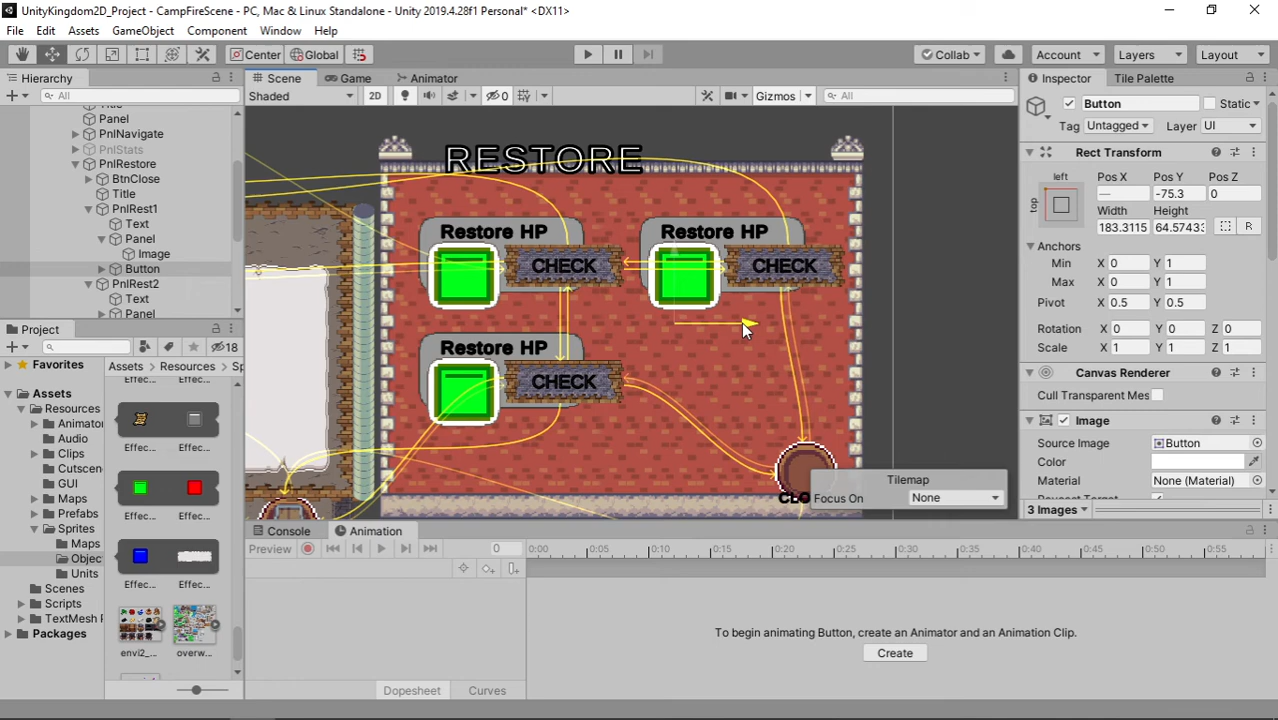 UnityKingdom2D_Project - CampFireScene - PC, Mac & Linux Standalone - Unity 2019.4.28f1 Personal* <DX11>
File Edit Assets GameObject Component Window Help
Center Global Collab Account Layers Layout
Hierarchy Scene Game Animator Inspector Tile Palette
All Shaded 2D 0 Gizmos All
Button Static
Tag Untagged Layer UI
Panel
PnlNavigate
PnlStats
PnlRestore
BtnClose
Title
PnlRest1
Text
Panel
Image
Button
PnlRest2
Text
RESTORE
Restore HP Restore HP
CHECK CHECK
Restore HP
CHECK
Tilemap
Focus On None
Rect Transform
left Pos X Pos Y Pos Z
top — -75.3 0
Width Height
183.3115 64.57433 R
Anchors
Min X 0 Y 1
Max X 0 Y 1
Pivot X 0.5 Y 0.5
Rotation X 0 Y 0 Z 0
Scale X 1 Y 1 Z 1
Canvas Renderer
Cull Transparent Mes
Image
Source Image Button
Color
Material None (Material)
3 Images
Project
18
Favorites
Assets
Resources
Animator
Audio
Clips
Cutscen
GUI
Maps
Prefabs
Sprites
Maps
Objec
Units
Scenes
Scripts
TextMesh P
Packages
Assets Resources Sp
Effec... Effec...
Effec... Effec...
Effec... Effec...
envi2_... overw...
Console Animation
Preview 0 0:00 0:05 0:10 0:15 0:20 0:25 0:30 0:35 0:40 0:45 0:50 0:55
To begin animating Button, create an Animator and an Animation Clip.
Create
Dopesheet Curves